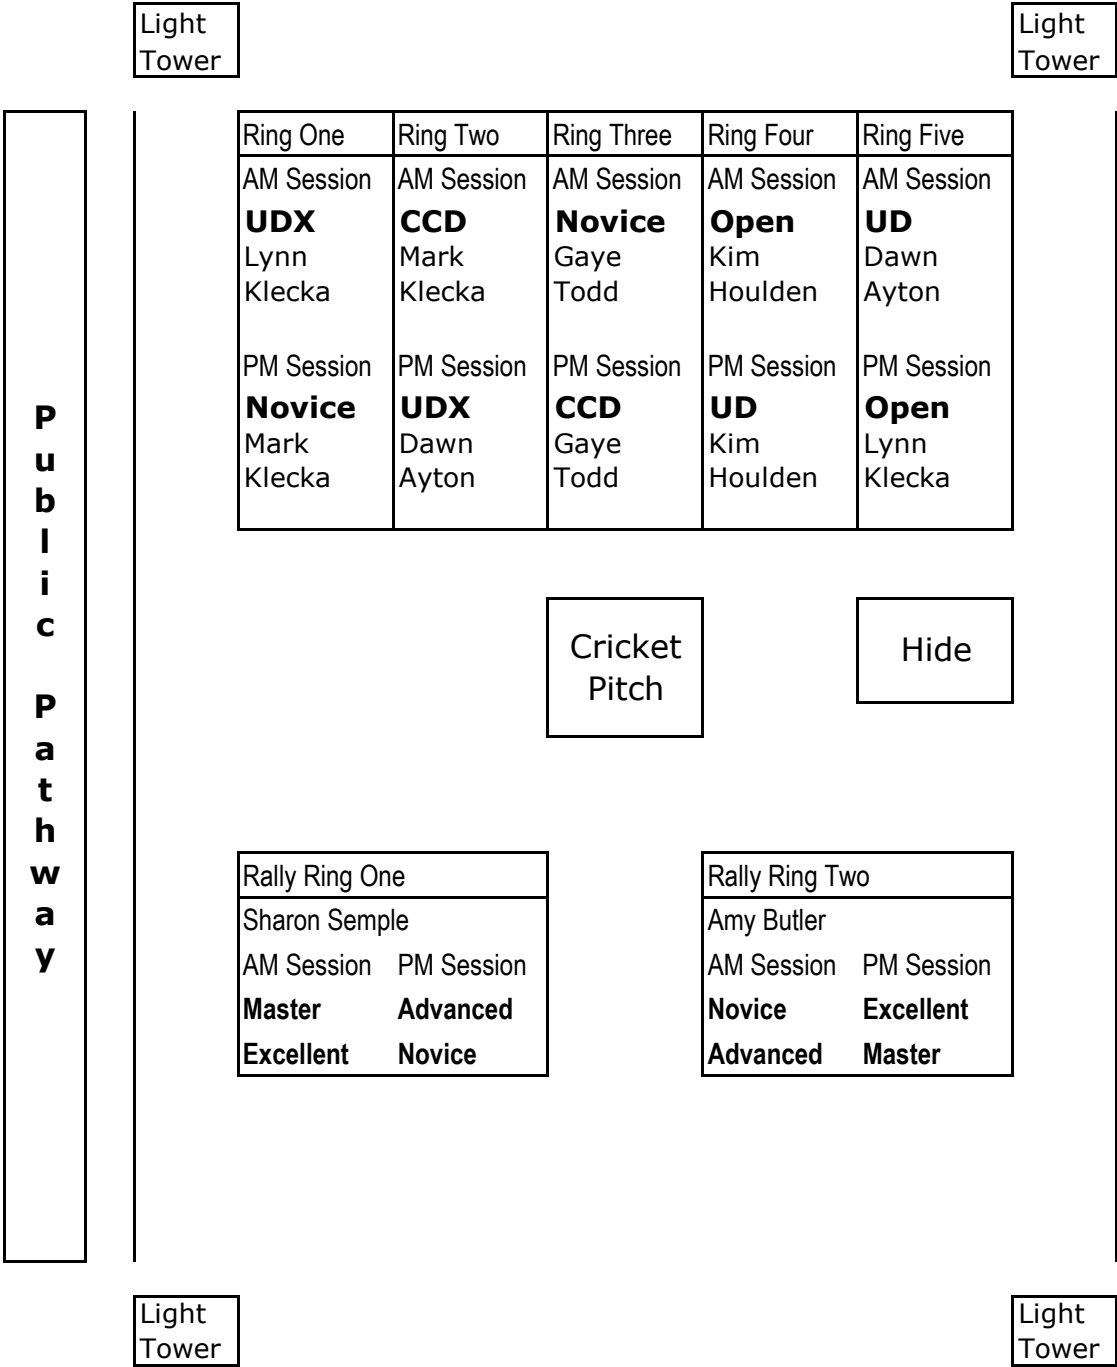 Light Light
Tower Tower
Ring One Ring Two Ring Three Ring Four Ring Five
AM Session AM Session AM Session AM Session AM Session
UDX CCD Novice Open UD
Lynn Mark Gaye Kim Dawn
Klecka Klecka Todd Houlden Ayton
PM Session PM Session PM Session PM Session PM Session
Novice UDX CCD UD Open
Mark Dawn Gaye Kim Lynn
Klecka Ayton Todd Houlden Klecka
Public Pathway
Cricket
Pitch
Hide
Rally Ring One Rally Ring Two
Sharon Semple Amy Butler
AM Session PM Session AM Session PM Session
Master Advanced Novice Excellent
Excellent Novice Advanced Master
Light Light
Tower Tower